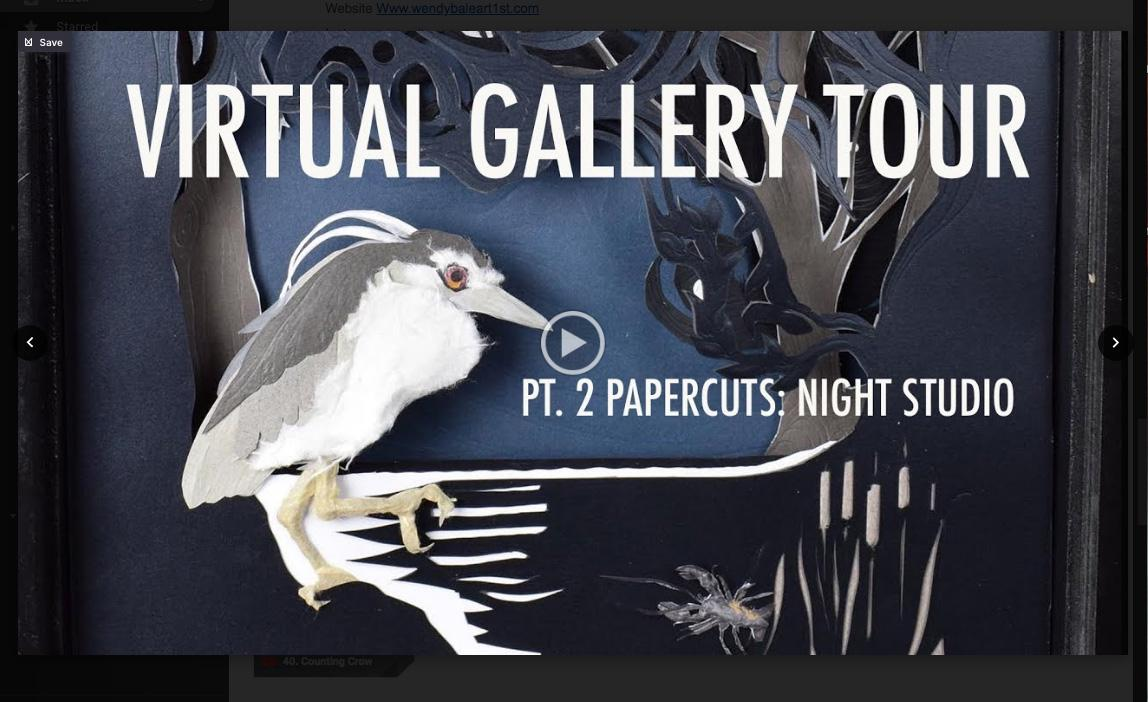 Website Www.wendybaleart1st.com
Starred
Save
VIRTUAL GALLERY TOUR
PT. 2 PAPERCUTS: NIGHT STUDIO
40. Counting Crow